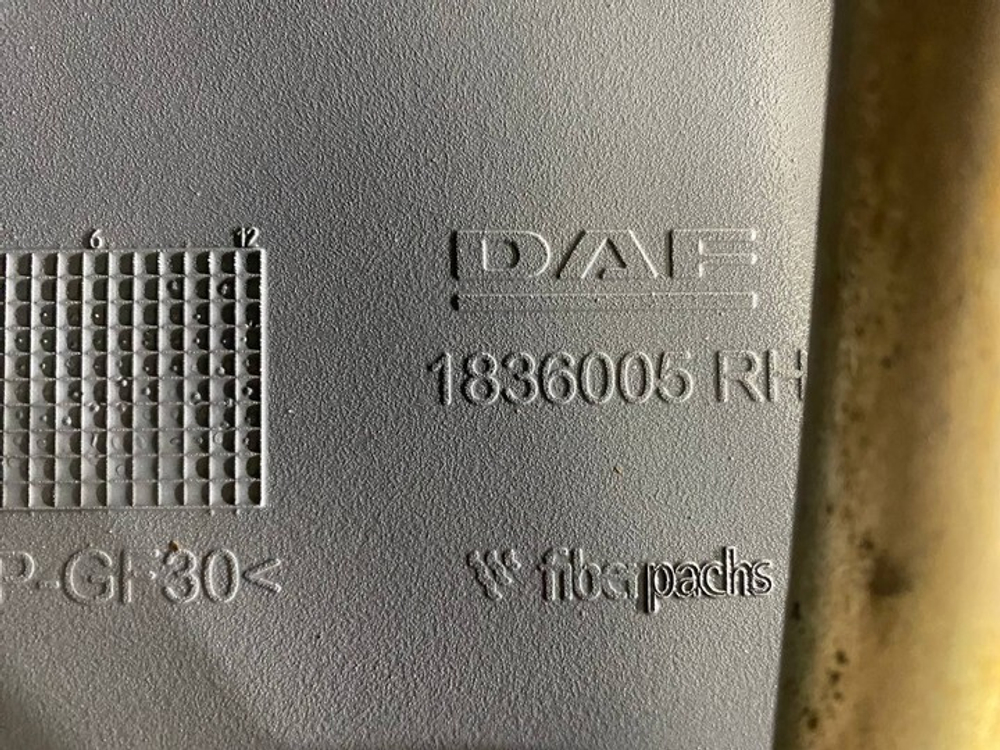 6 12
DAF
1836005 RH
P-GF30<
fiberpachs